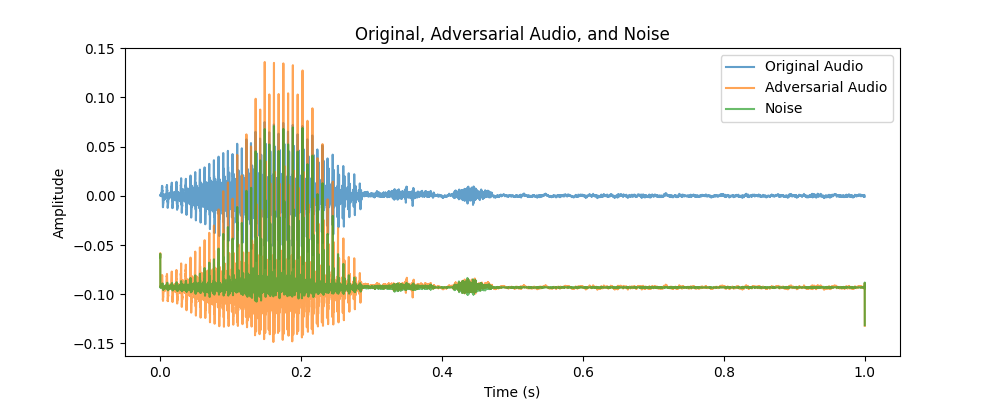 Original, Adversarial Audio, and Noise
Original Audio
Adversarial Audio
Noise
Amplitude
0.15
0.10
0.05
0.00
−0.05
−0.10
−0.15
0.0 0.2 0.4 0.6 0.8 1.0
Time (s)